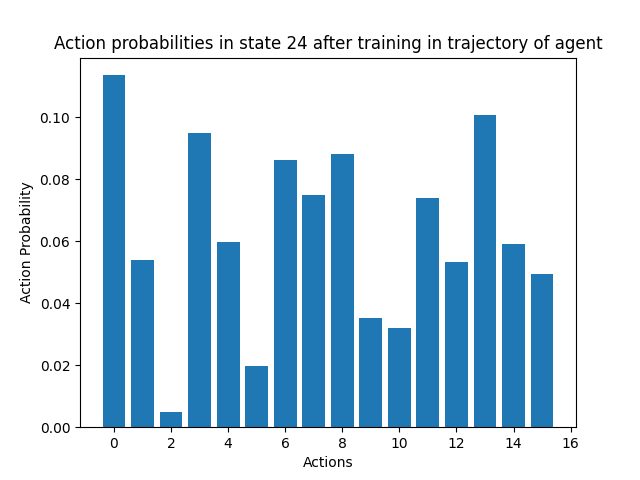 Action probabilities in state 24 after training in trajectory of agent
Action Probability
0.10
0.08
0.06
0.04
0.02
0.00
0 2 4 6 8 10 12 14 16
Actions